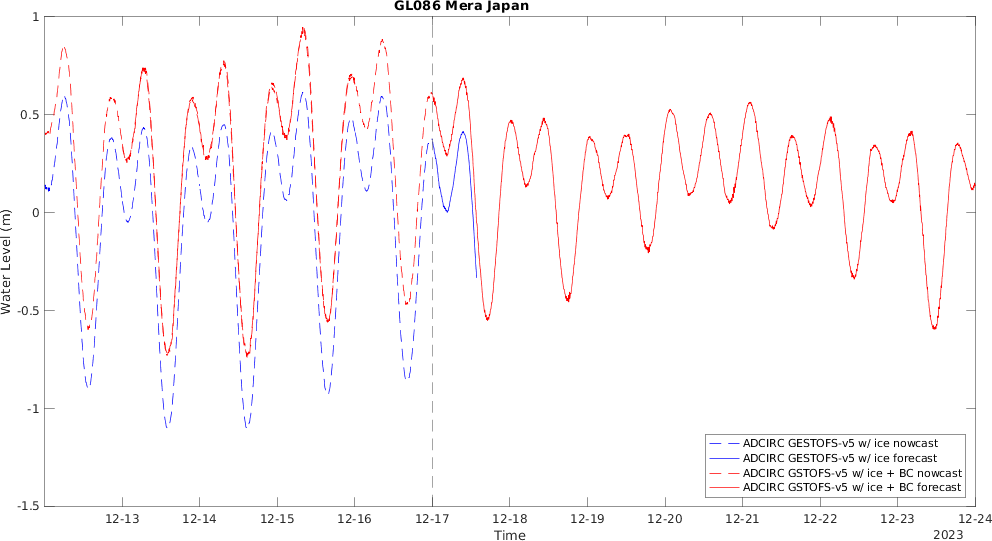 GL086 Mera Japan
Water Level (m)
1
0.5
0
-0.5
-1
-1.5
12-13 12-14 12-15 12-16 12-17 12-18 12-19 12-20 12-21 12-22 12-23 12-24
Time
2023
ADCIRC GESTOFS-v5 w/ ice nowcast
ADCIRC GESTOFS-v5 w/ ice forecast
ADCIRC GSTOFS-v5 w/ ice + BC nowcast
ADCIRC GSTOFS-v5 w/ ice + BC forecast